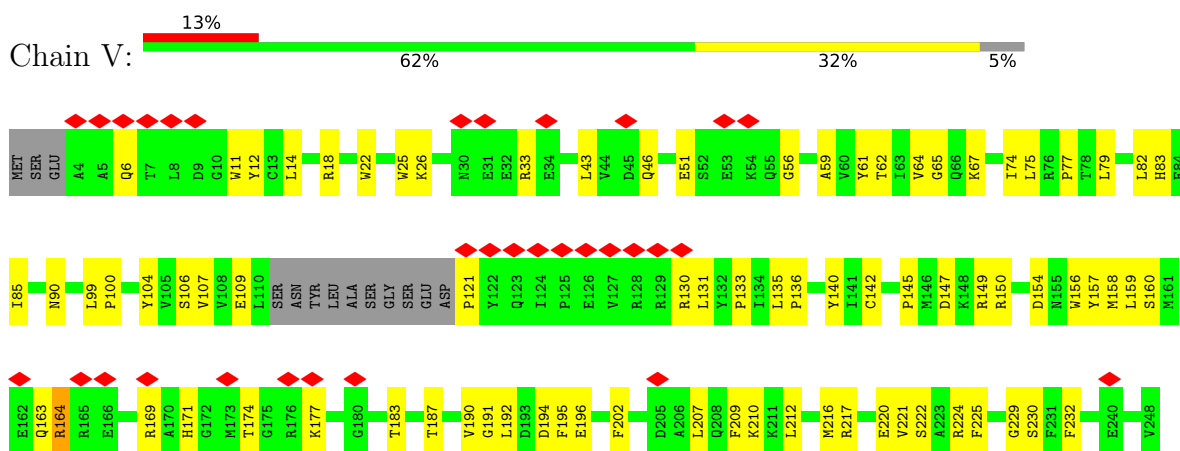 13%
Chain V:
62% 32% 5%
MET SER GLU A4 A5 Q6 T7 L8 D9 G10 W11 Y12 C13 L14 R18 W22 W25 K26 N30 E31 E32 R33 E34 L43 V44 D45 Q46 E51 S52 E53 K54 Q55 G56 A59 V60 Y61 T62 I63 V64 G65 Q66 K67 I74 L75 R76 P77 T78 L79 L82 H83 E84
I85 N90 L99 P100 Y104 V105 S106 V107 V108 E109 L110 SER ASN TYR LEU ALA SER GLY SER GLU ASP P121 Y122 Q123 I124 P125 E126 V127 R128 R129 R130 L131 Y132 P133 I134 L135 P136 Y140 I141 C142 P145 M146 D147 K148 R149 R150 D154 N155 W156 Y157 M158 L159 S160 M161
E162 Q163 R164 R165 E166 R169 A170 H171 G172 M173 T174 G175 R176 K177 G180 T183 T187 V190 G191 L192 D193 D194 F195 E196 F202 D205 A206 L207 Q208 F209 K210 K211 L212 M216 R217 E220 V221 S222 A223 R224 F225 G229 S230 F231 F232 E240 V248